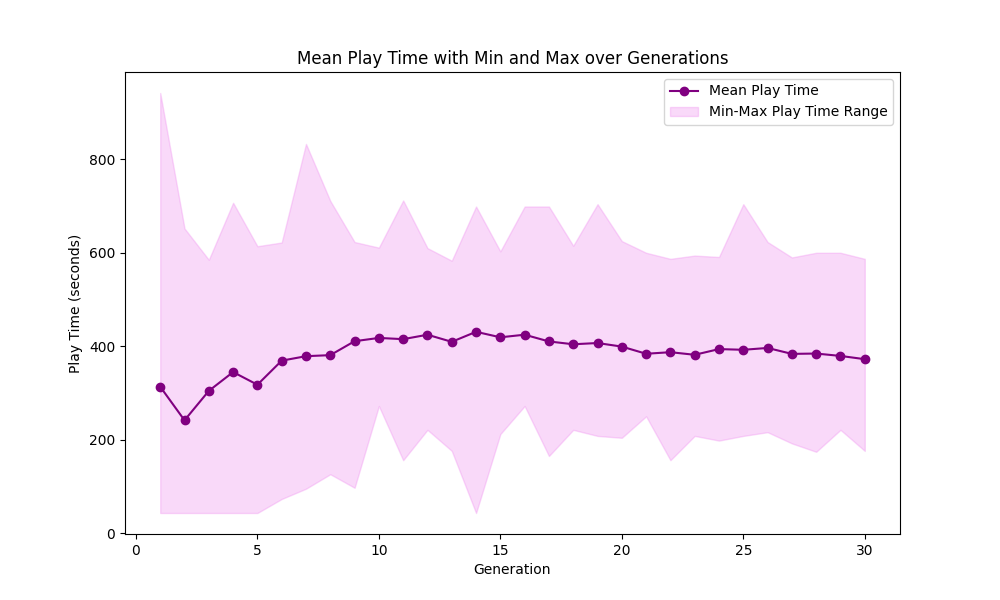 Mean Play Time with Min and Max over Generations
Mean Play Time
Min-Max Play Time Range
Play Time (seconds)
800
600
400
200
0
0 5 10 15 20 25 30
Generation